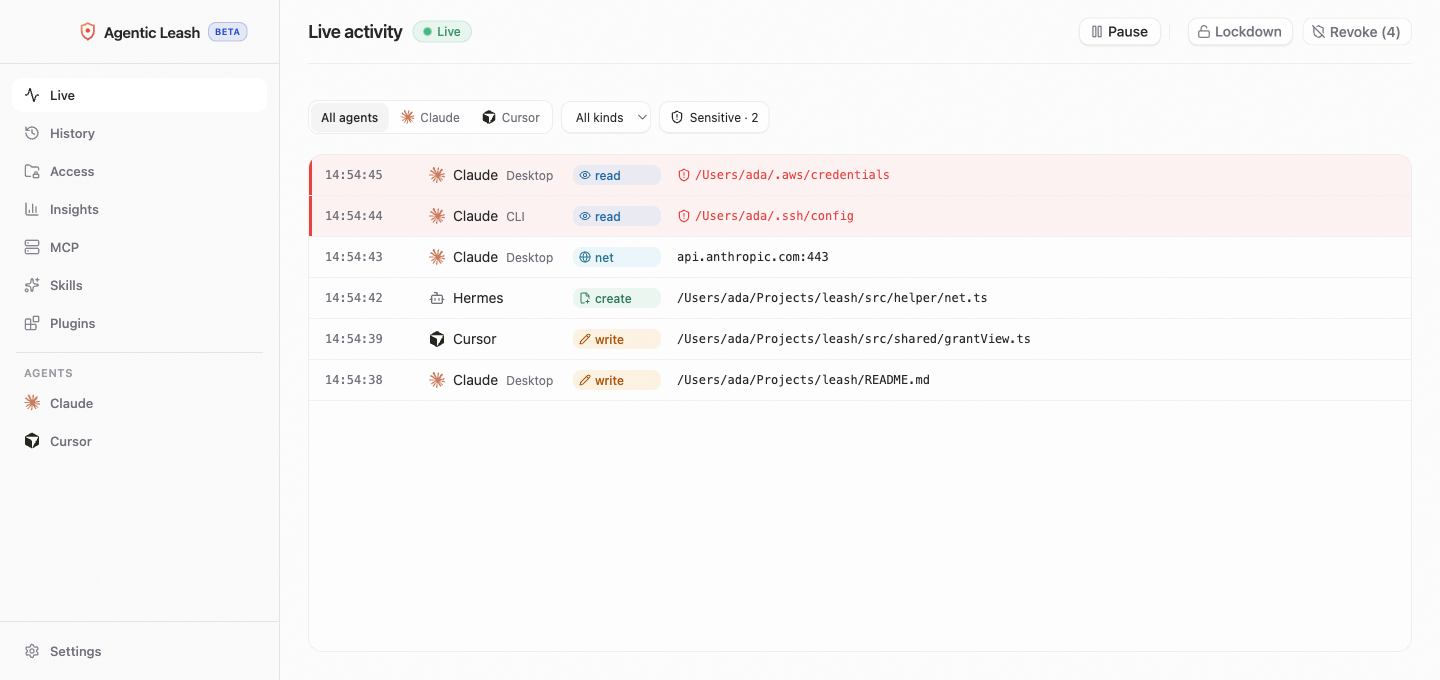 Agentic Leash BETA
Live activity Live
Pause Lockdown Revoke (4)
Live
History
Access
Insights
MCP
Skills
Plugins
AGENTS
Claude
Cursor
Settings
All agents Claude Cursor All kinds Sensitive · 2
14:54:45 Claude Desktop read /Users/ada/.aws/credentials
14:54:44 Claude CLI read /Users/ada/.ssh/config
14:54:43 Claude Desktop net api.anthropic.com:443
14:54:42 Hermes create /Users/ada/Projects/leash/src/helper/net.ts
14:54:39 Cursor write /Users/ada/Projects/leash/src/shared/grantView.ts
14:54:38 Claude Desktop write /Users/ada/Projects/leash/README.md